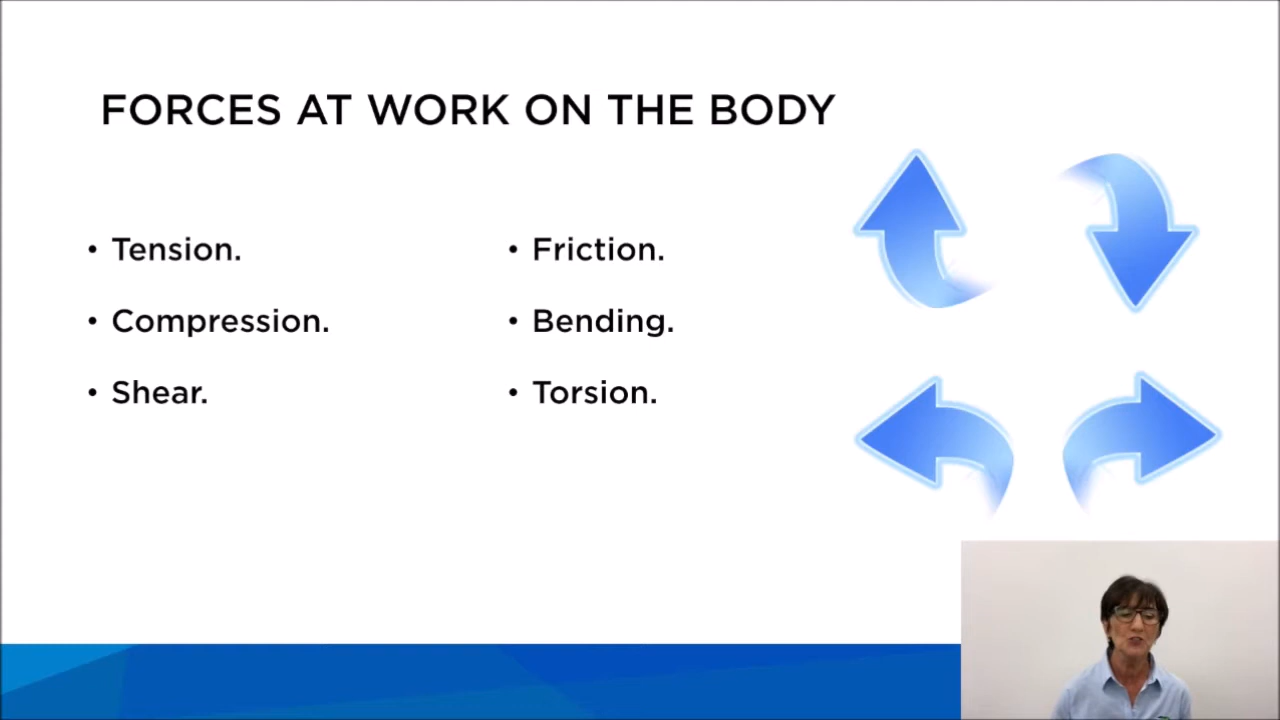 FORCES AT WORK ON THE BODY
• Tension.
• Compression.
• Shear.
• Friction.
• Bending.
• Torsion.